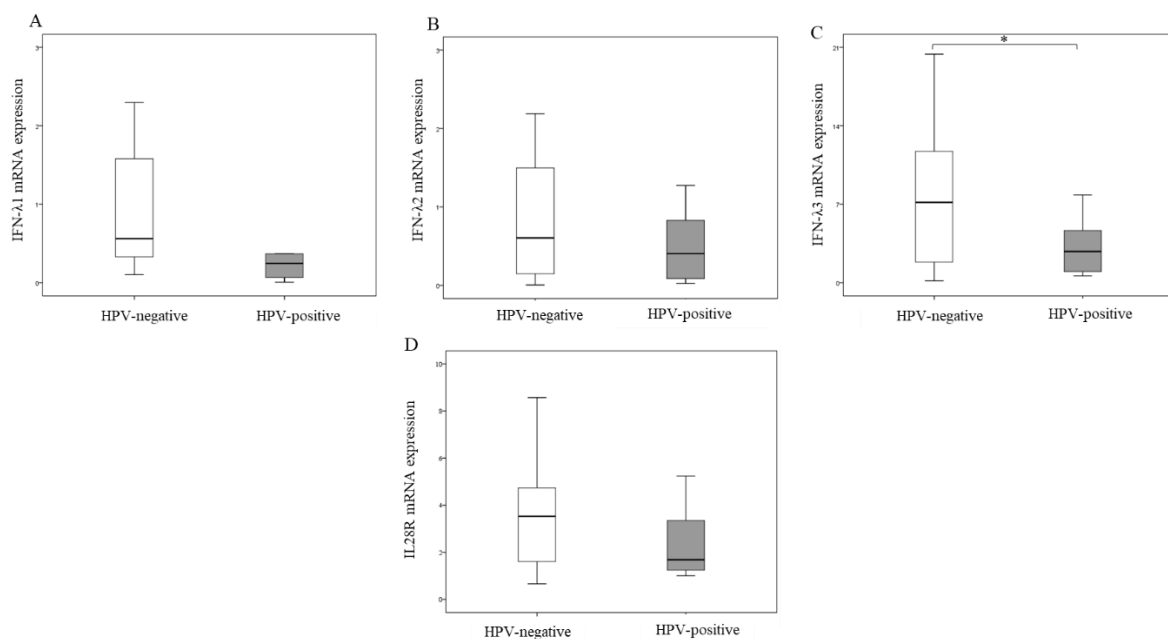 A
IFN-λ1 mRNA expression
3
2
1
0
HPV-negative
HPV-positive
B
IFN-λ2 mRNA expression
3
2
1
0
HPV-negative
HPV-positive
C
IFN-λ3 mRNA expression
21
14
7
0
*
HPV-negative
HPV-positive
D
IL28R mRNA expression
10
8
6
4
2
0
HPV-negative
HPV-positive